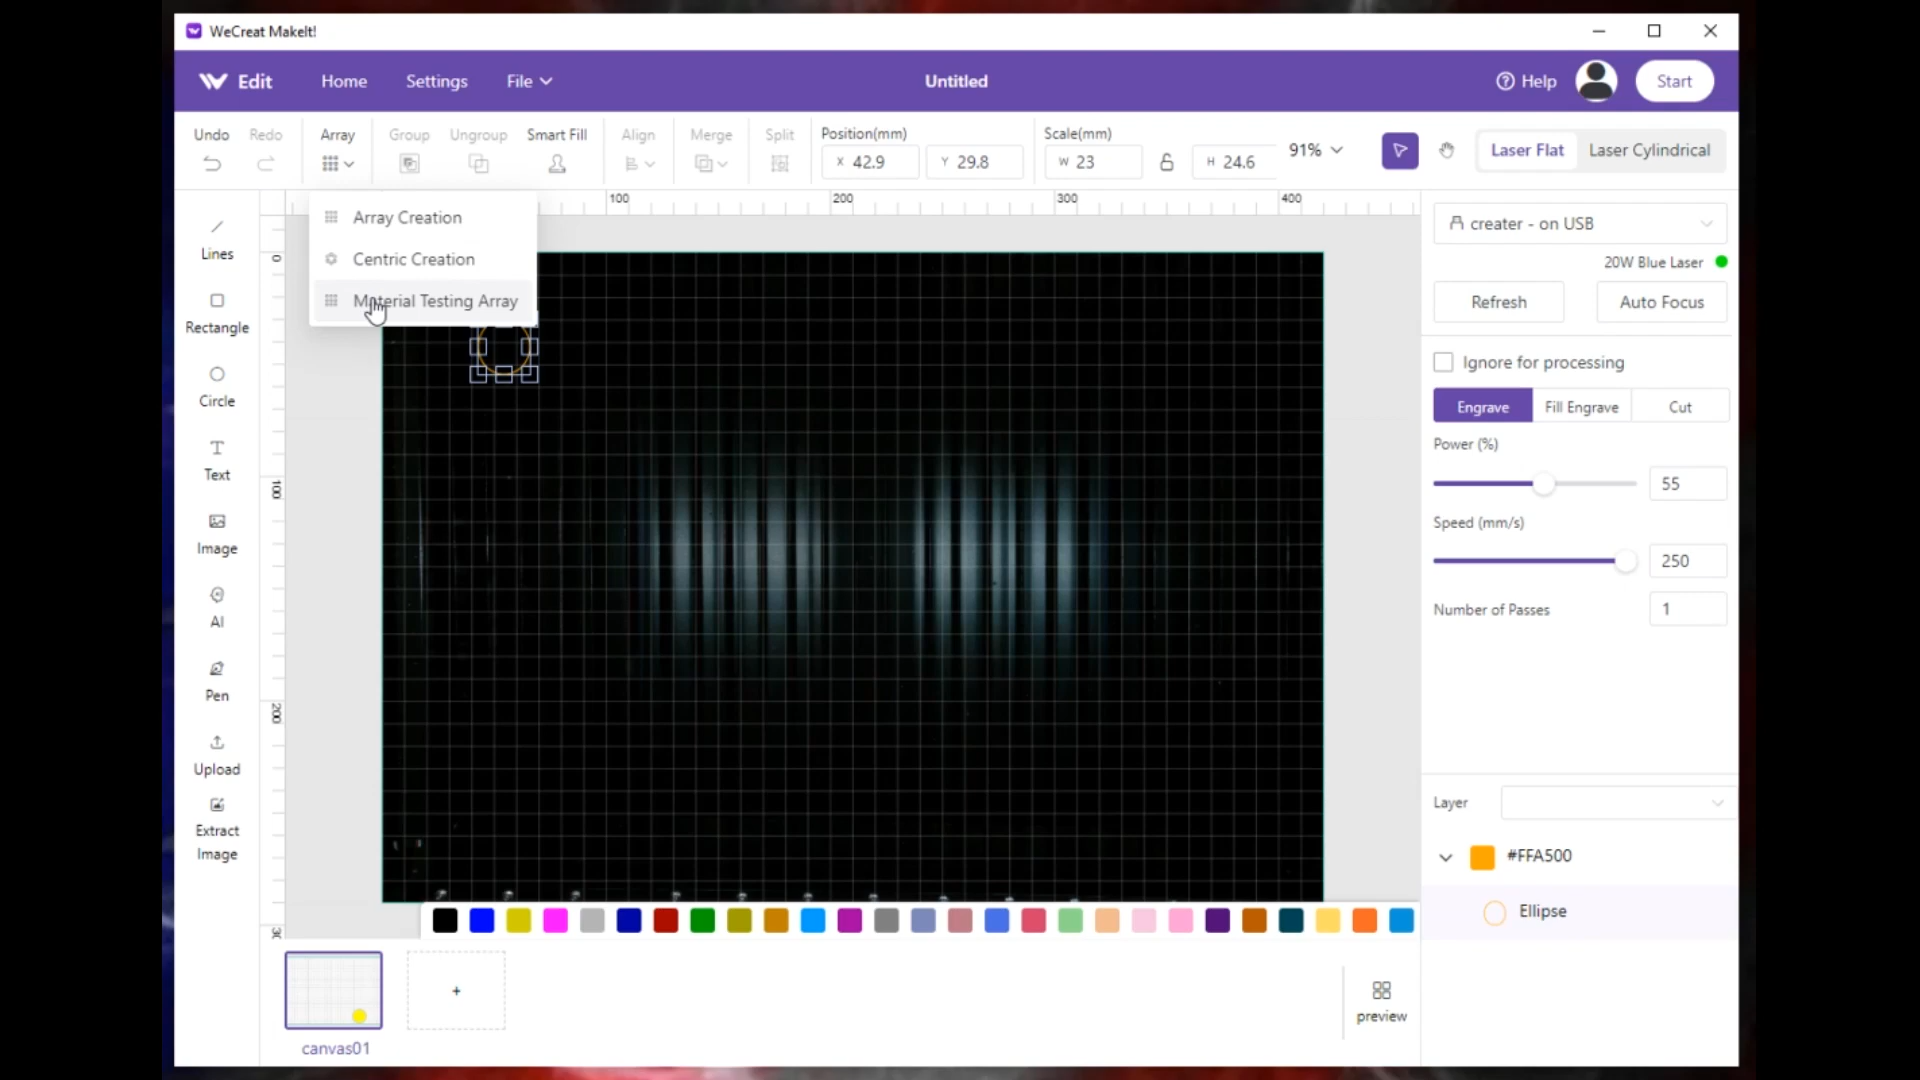 WeCreat MakeIt!
Edit
Home
Settings
File
Untitled
Help
Start
Undo
Redo
Array
Group
Ungroup
Smart Fill
Align
Merge
Split
Position(mm)
X 42.9
Y 29.8
Scale(mm)
W 23
H 24.6
91%
Laser Flat
Laser Cylindrical
Array Creation
Centric Creation
Material Testing Array
100
200
300
400
0
100
200
Lines
Rectangle
Circle
Text
Image
AI
Pen
Upload
Extract
Image
creater - on USB
20W Blue Laser
Refresh
Auto Focus
Ignore for processing
Engrave
Fill Engrave
Cut
Power (%)
55
Speed (mm/s)
250
Number of Passes
1
Layer
#FFA500
Ellipse
+
canvas01
preview